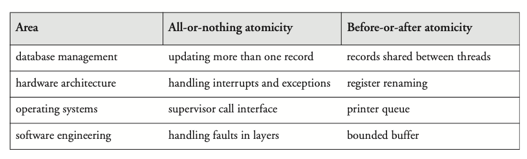 Area All-or-nothing atomicity Before-or-after atomicity
database management updating more than one record records shared between threads
hardware architecture handling interrupts and exceptions register renaming
operating systems supervisor call interface printer queue
software engineering handling faults in layers bounded buffer